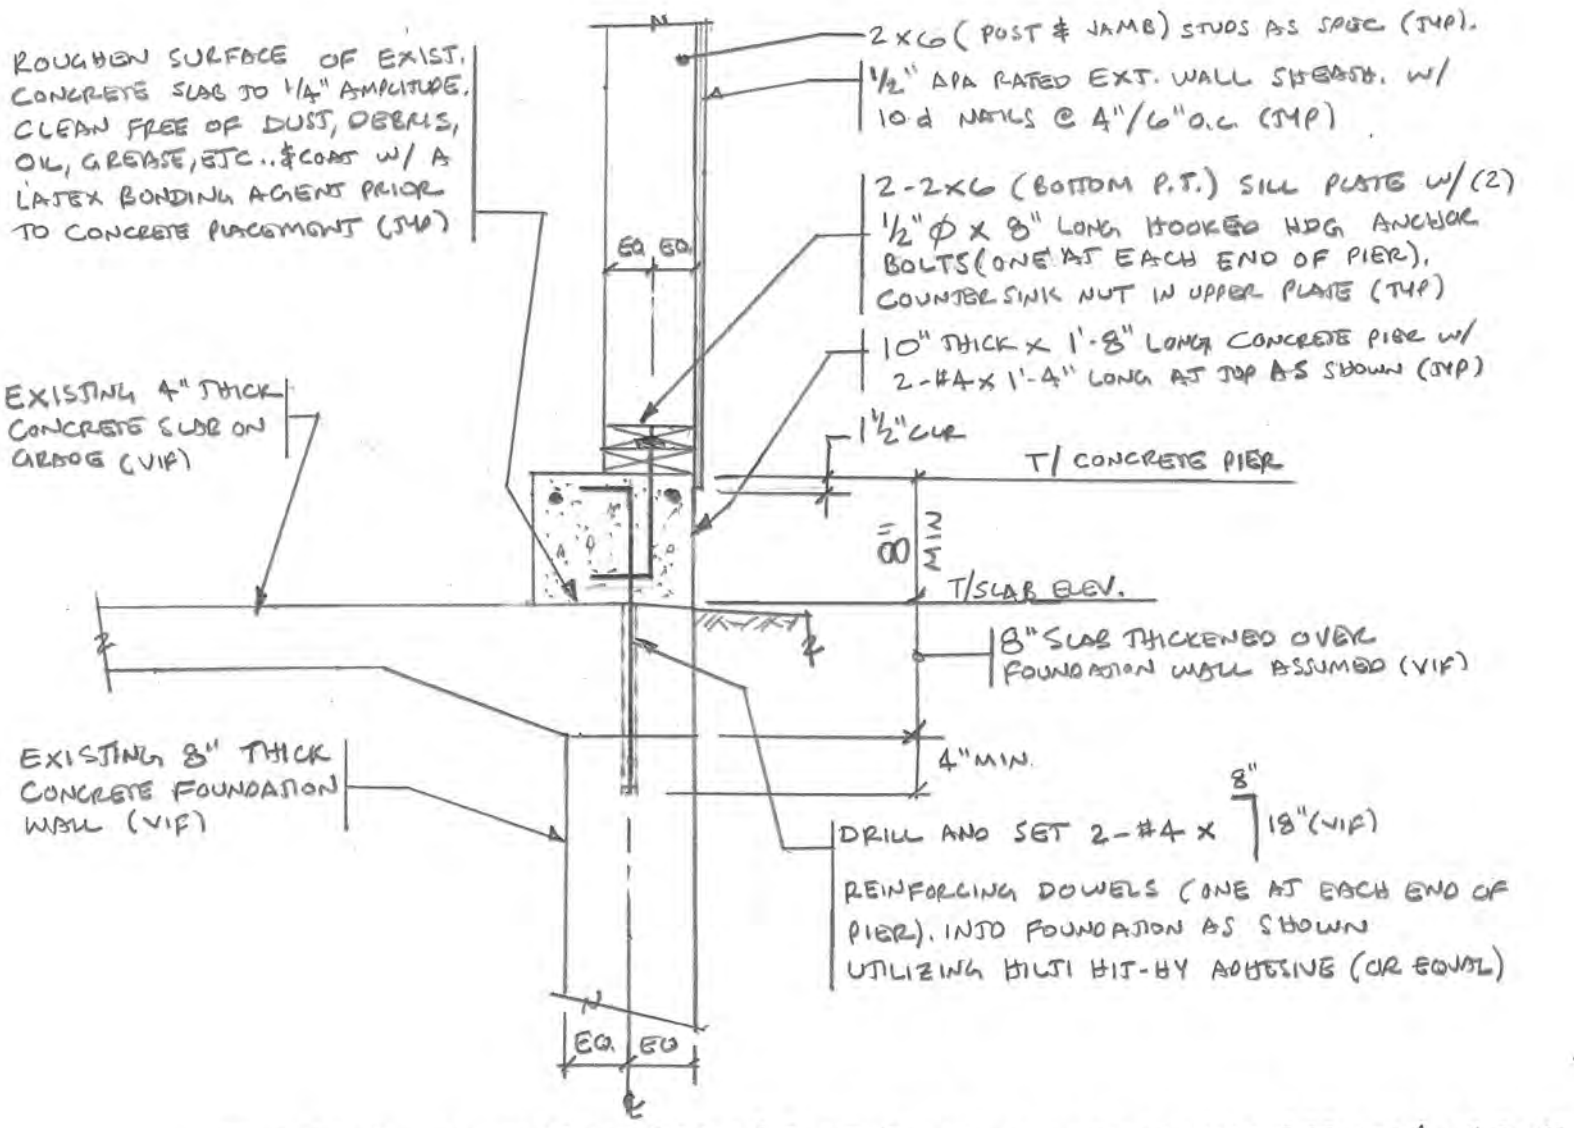 ROUGHEN SURFACE OF EXIST.
CONCRETE SLAB TO 1/4" AMPLITUDE.
CLEAN FREE OF DUST, DEBRIS,
OIL, GREASE, ETC.. & COAT W/ A
LATEX BONDING AGENT PRIOR
TO CONCRETE PLACEMENT (TYP)
2x6 ( POST & JAMB) STUDS AS SPEC (TYP).
1/2" APA RATED EXT. WALL SHEATH. W/
10d NAILS @ 4"/6" O.C. (TYP)
2-2x6 (BOTTOM P.T.) SILL PLATE W/ (2)
1/2" Ø x 8" LONG HOOKED HDG ANCHOR
BOLTS (ONE AT EACH END OF PIER).
COUNTERSINK NUT IN UPPER PLATE (TYP)
10" THICK x 1'-8" LONG CONCRETE PIER W/
2-#4 x 1'-4" LONG AT TOP AS SHOWN (TYP)
EQ. EQ.
EXISTING 4" THICK
CONCRETE SLAB ON
GRADE (VIF)
1 1/2" CLR
T/ CONCRETE PIER
8" MIN
T/SLAB ELEV.
8" SLAB THICKENED OVER
FOUNDATION WALL ASSUMED (VIF)
4" MIN.
EXISTING 8" THICK
CONCRETE FOUNDATION
WALL (VIF)
8"
DRILL AND SET 2-#4 x 18" (VIF)
REINFORCING DOWELS (ONE AT EACH END OF
PIER). INTO FOUNDATION AS SHOWN
UTILIZING HILTI HIT-HY ADHESIVE (OR EQUAL)
EQ. EQ
℄